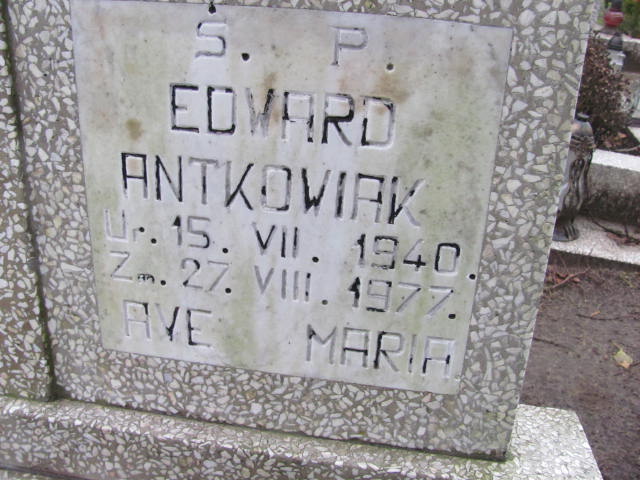 Ś. P.
EDWARD
ANTKOWIAK
Ur. 15. VII. 1940.
Zm. 27. VIII. 1977.
AVE MARIA